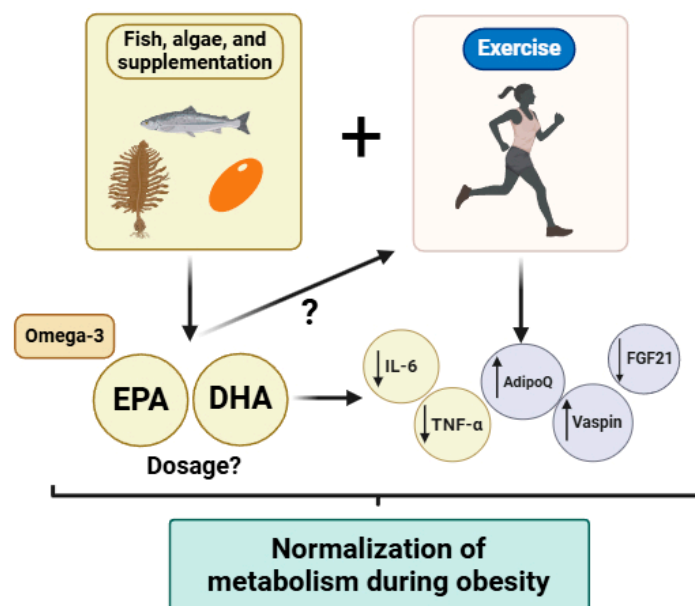 Fish, algae, and
supplementation
Exercise
+
?
Omega-3
EPA
DHA
Dosage?
↓ IL-6
↓ TNF-α
↑ AdipoQ
↑ Vaspin
↓ FGF21
Normalization of
metabolism during obesity